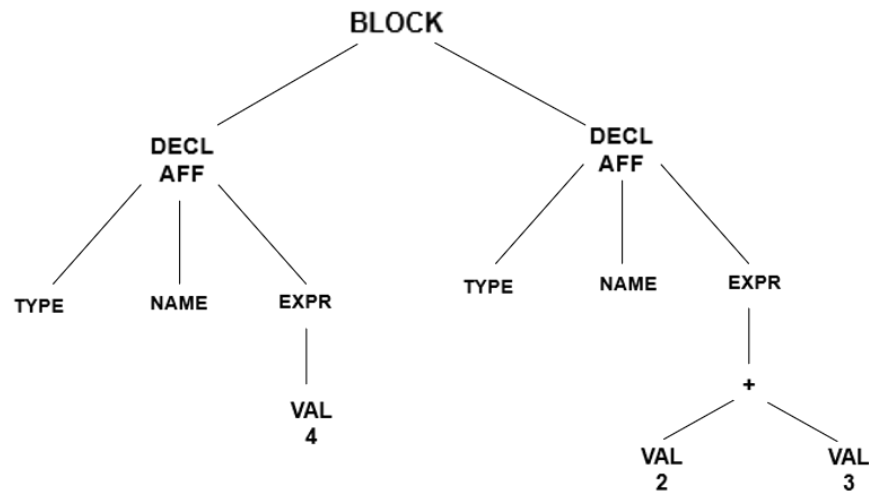 BLOCK
DECL
AFF
DECL
AFF
TYPE NAME EXPR
TYPE NAME EXPR
+
VAL
4
VAL
2
VAL
3